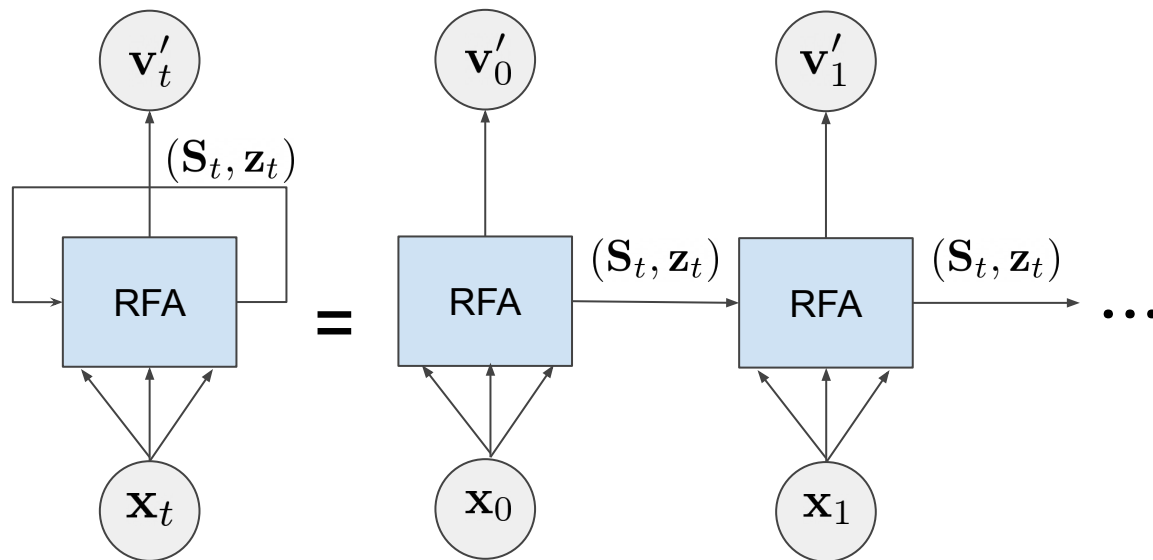 v′_t
v′_0
v′_1
(S_t, z_t)
(S_t, z_t)
(S_t, z_t)
RFA
=
RFA
RFA
...
x_t
x_0
x_1